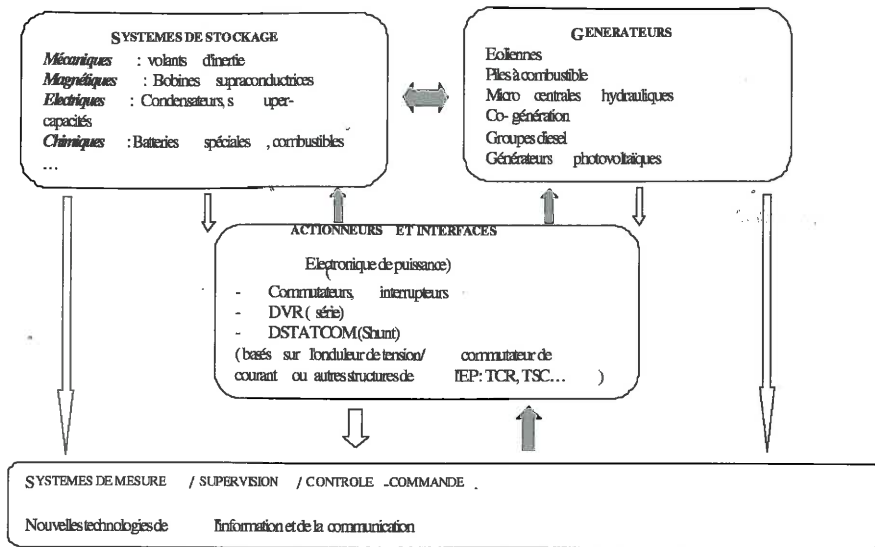 SYSTEMES DE STOCKAGE
Mécaniques : volants d'inertie
Magnétiques : Bobines supraconductrices
Electriques : Condensateurs, s uper-
capacités
Chimiques : Batteries spéciales , combustibles
...
GENERATEURS
Eoliennes
Piles à combustible
Micro centrales hydrauliques
Co- génération
Groupes diesel
Générateurs photovoltaïques
ACTIONNEURS ET INTERFACES
(Electronique de puissance)
- Commutateurs, interrupteurs
- DVR ( série)
- DSTATCOM (Shunt)
( basés sur l'onduleur de tension/ commutateur de
courant ou autres structures de l'EP: TCR, TSC... )
SYSTEMES DE MESURE / SUPERVISION / CONTROLE -COMMANDE
Nouvelles technologies de l'information et de la communication